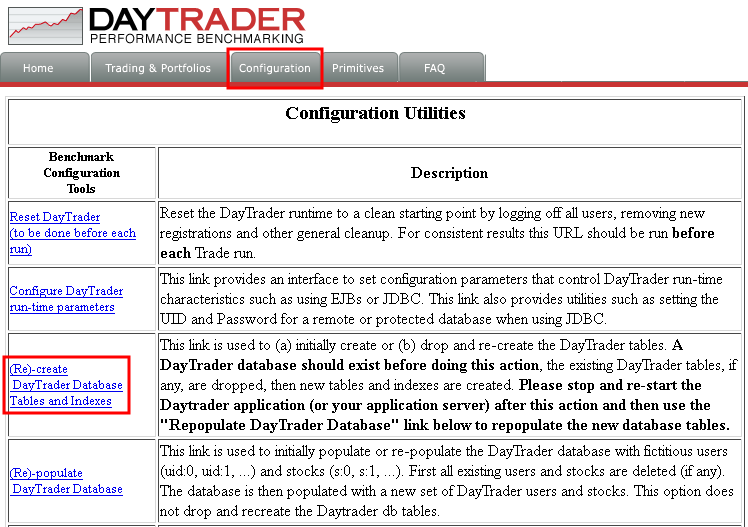 DAYTRADER
PERFORMANCE BENCHMARKING
Home Trading & Portfolios Configuration Primitives FAQ
Configuration Utilities
Benchmark
Configuration
Tools
Description
Reset DayTrader
(to be done before each
run)
Reset the DayTrader runtime to a clean starting point by logging off all users, removing new
registrations and other general cleanup. For consistent results this URL should be run before
each Trade run.
Configure DayTrader
run-time parameters
This link provides an interface to set configuration parameters that control DayTrader run-time
characteristics such as using EJBs or JDBC. This link also provides utilities such as setting the
UID and Password for a remote or protected database when using JDBC.
(Re)-create
DayTrader Database
Tables and Indexes
This link is used to (a) initially create or (b) drop and re-create the DayTrader tables. A
DayTrader database should exist before doing this action, the existing DayTrader tables, if
any, are dropped, then new tables and indexes are created. Please stop and re-start the
Daytrader application (or your application server) after this action and then use the
"Repopulate DayTrader Database" link below to repopulate the new database tables.
(Re)-populate
DayTrader Database
This link is used to initially populate or re-populate the DayTrader database with fictitious users
(uid:0, uid:1, ...) and stocks (s:0, s:1, ...). First all existing users and stocks are deleted (if any).
The database is then populated with a new set of DayTrader users and stocks. This option does
not drop and recreate the Daytrader db tables.